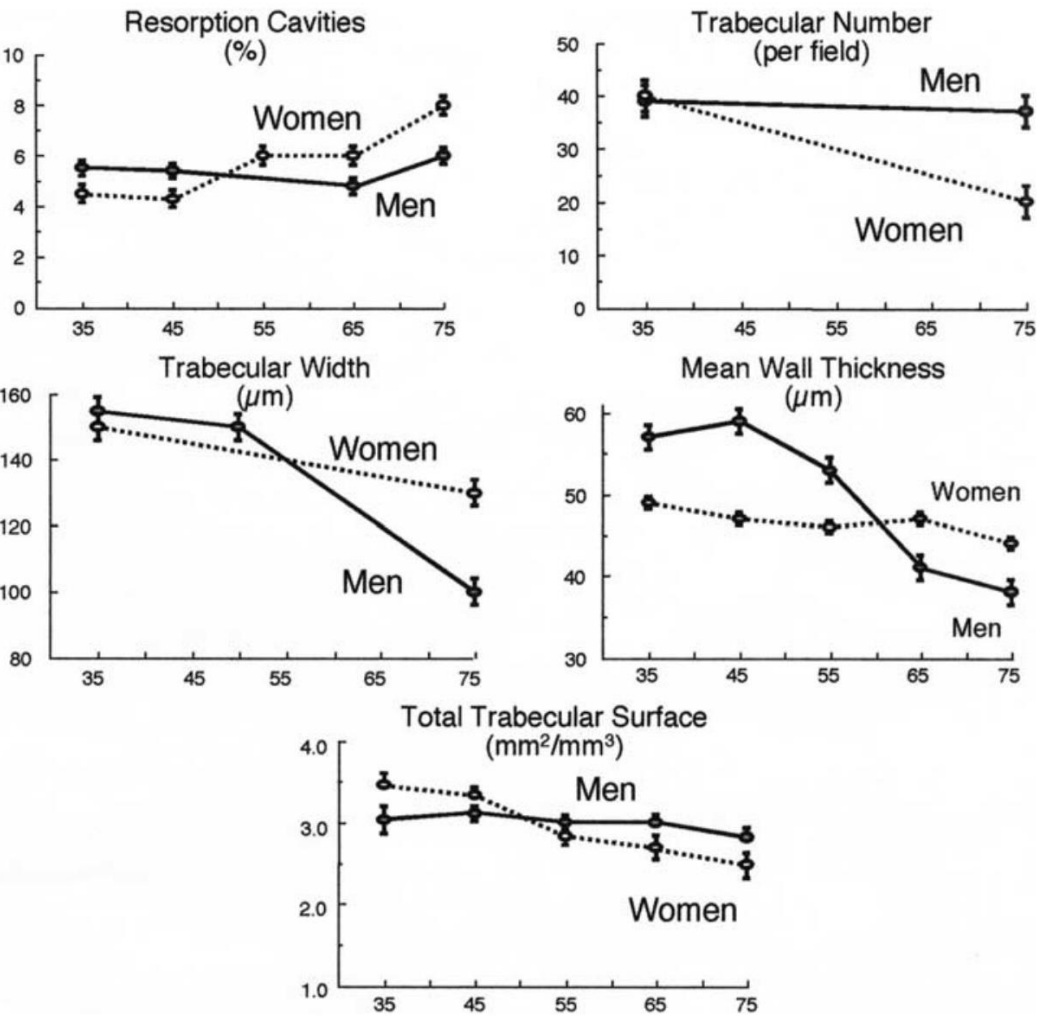 Resorption Cavities
(%)
10
8
6
4
2
0
Women
Men
35 45 55 65 75
Trabecular Number
(per field)
50
40
30
20
10
0
Men
Women
35 45 55 65 75
Trabecular Width
(µm)
160
140
120
100
80
Women
Men
35 45 55 65 75
Mean Wall Thickness
(µm)
60
50
40
30
Women
Men
35 45 55 65 75
Total Trabecular Surface
(mm²/mm³)
4.0
3.0
2.0
1.0
Men
Women
35 45 55 65 75